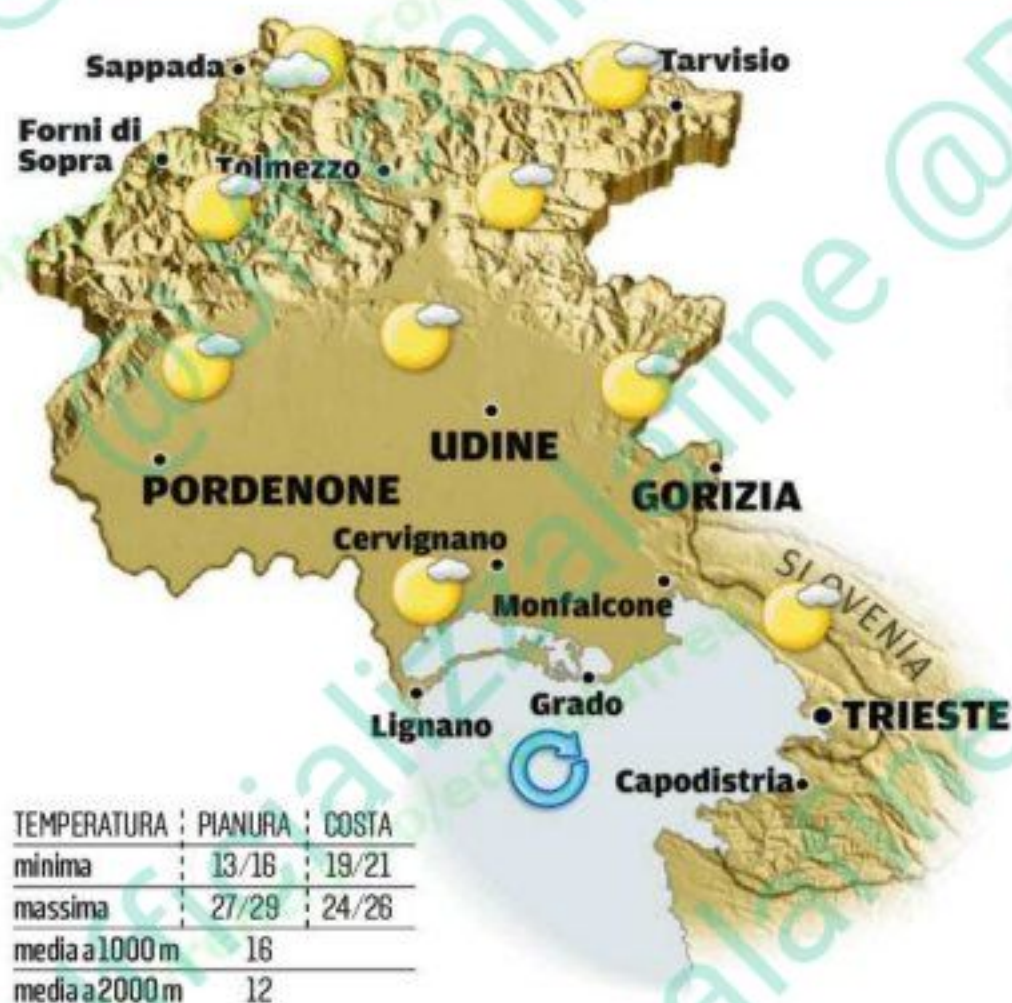 Sappada
Tarvisio
Forni di
Sopra
Tolmezzo
UDINE
PORDENONE
GORIZIA
Cervignano
Monfalcone
SLOVENIA
Grado
Lignano
TRIESTE
Capodistria
TEMPERATURA PIANURA COSTA
minima 13/16 19/21
massima 27/29 24/26
media a 1000 m 16
media a 2000 m 12